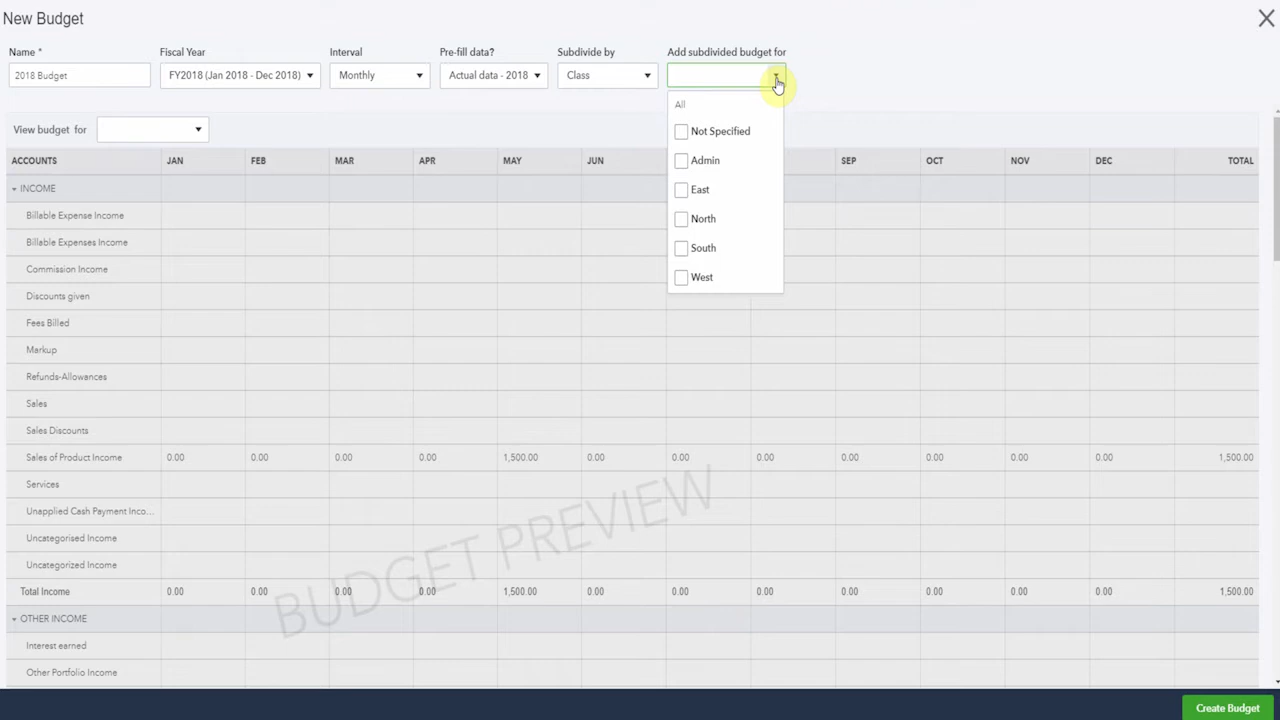 New Budget
Name * Fiscal Year Interval Pre-fill data? Subdivide by Add subdivided budget for
2018 Budget FY2018 (Jan 2018 - Dec 2018) Monthly Actual data - 2018 Class
All
Not Specified
Admin
East
North
South
West
View budget for
ACCOUNTS JAN FEB MAR APR MAY JUN SEP OCT NOV DEC TOTAL
INCOME
Billable Expense Income
Billable Expenses Income
Commission Income
Discounts given
Fees Billed
Markup
Refunds-Allowances
Sales
Sales Discounts
Sales of Product Income 0.00 0.00 0.00 0.00 1,500.00 0.00 0.00 0.00 0.00 0.00 0.00 0.00 1,500.00
Services
Unapplied Cash Payment Inco...
Uncategorised Income
Uncategorized Income
Total Income 0.00 0.00 0.00 0.00 1,500.00 0.00 0.00 0.00 0.00 0.00 0.00 0.00 1,500.00
OTHER INCOME
Interest earned
Other Portfolio Income
BUDGET PREVIEW
Create Budget